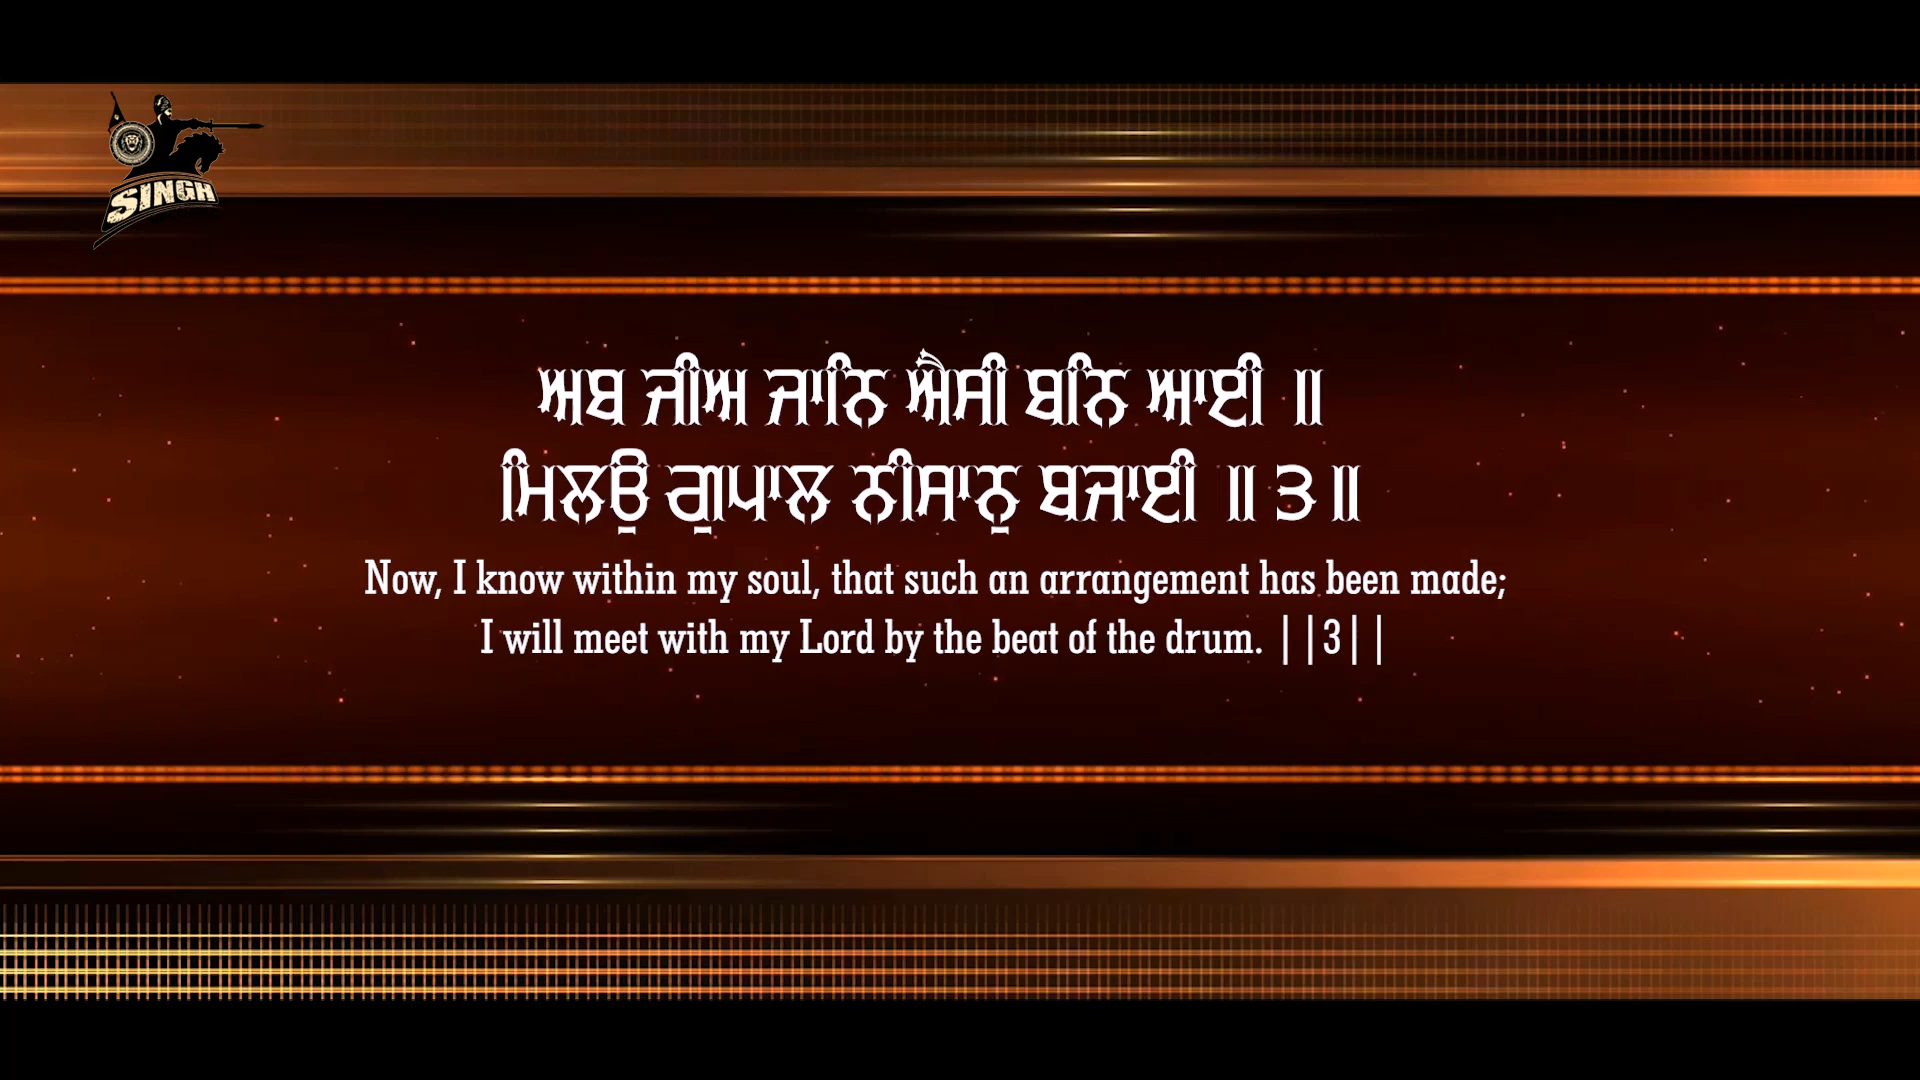 SINGH
ਅਬ ਜੀਅ ਜਾਨਿ ਐਸੀ ਬਨਿ ਆਈ ॥
ਮਿਲਉ ਗੁਪਾਲ ਨੀਸਾਨੁ ਬਜਾਈ ॥੩॥
Now, I know within my soul, that such an arrangement has been made;
I will meet with my Lord by the beat of the drum. ||3||